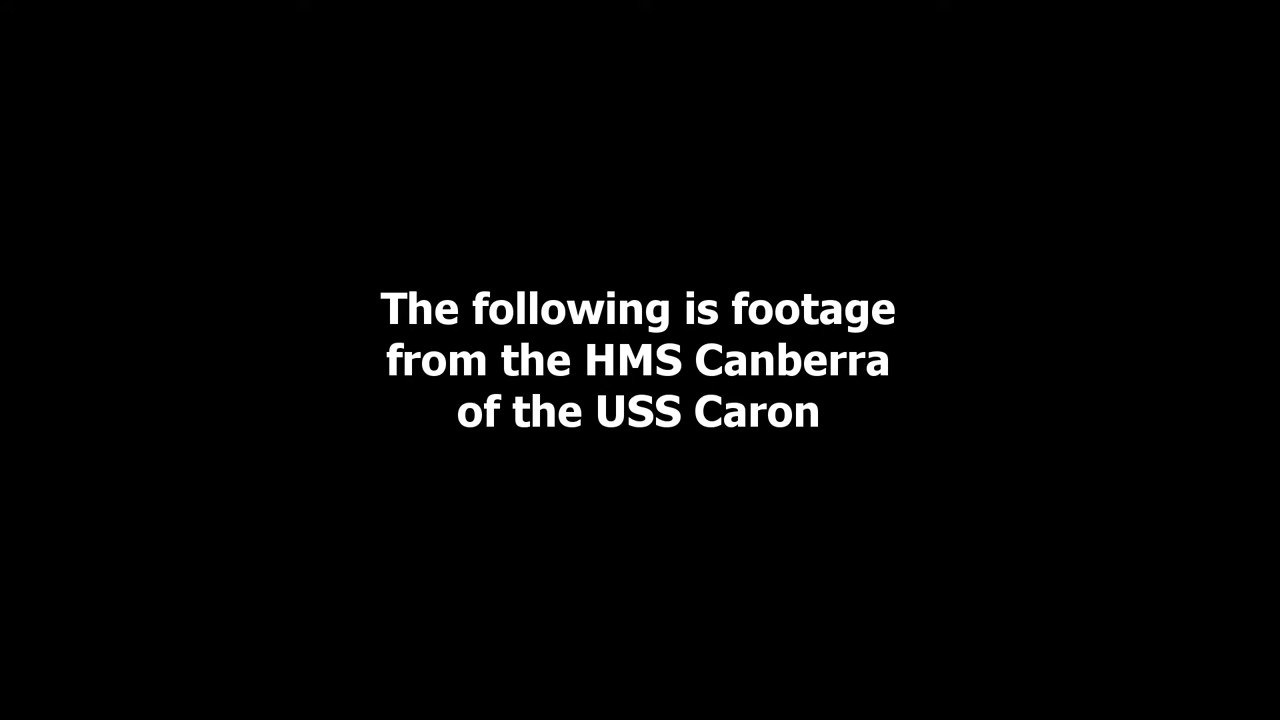 The following is footage
from the HMS Canberra
of the USS Caron